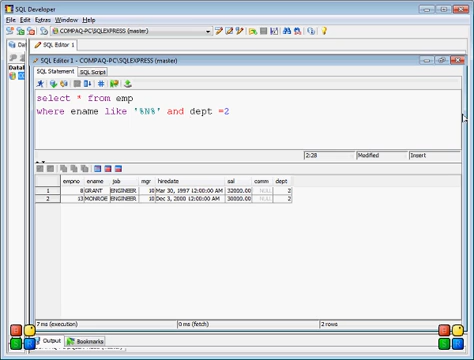 SQL Developer
File Edit Extras Window Help
COMPAQ-PC\SQLEXPRESS (master)
SQL Editor 1
SQL Editor 1 - COMPAQ-PC\SQLEXPRESS (master)
SQL Statement SQL Script
select * from emp
where ename like '%N%' and dept =2
2:28 Modified Insert
empno ename job mgr hiredate sal comm dept
1 8 GRANT ENGINEER 10 Mar 30, 1997 12:00:00 AM 32000.00 NULL 2
2 13 MONROE ENGINEER 10 Dec 3, 2000 12:00:00 AM 30000.00 NULL 2
7 ms (execution) 0 ms (fetch) 2 rows
Output Bookmarks